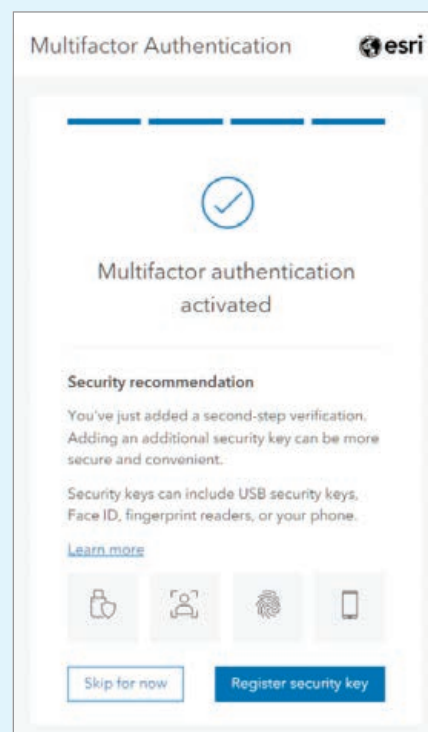 Multifactor Authentication esri
Multifactor authentication
activated
Security recommendation
You've just added a second-step verification.
Adding an additional security key can be more
secure and convenient.
Security keys can include USB security keys,
Face ID, fingerprint readers, or your phone.
Learn more
Skip for now Register security key